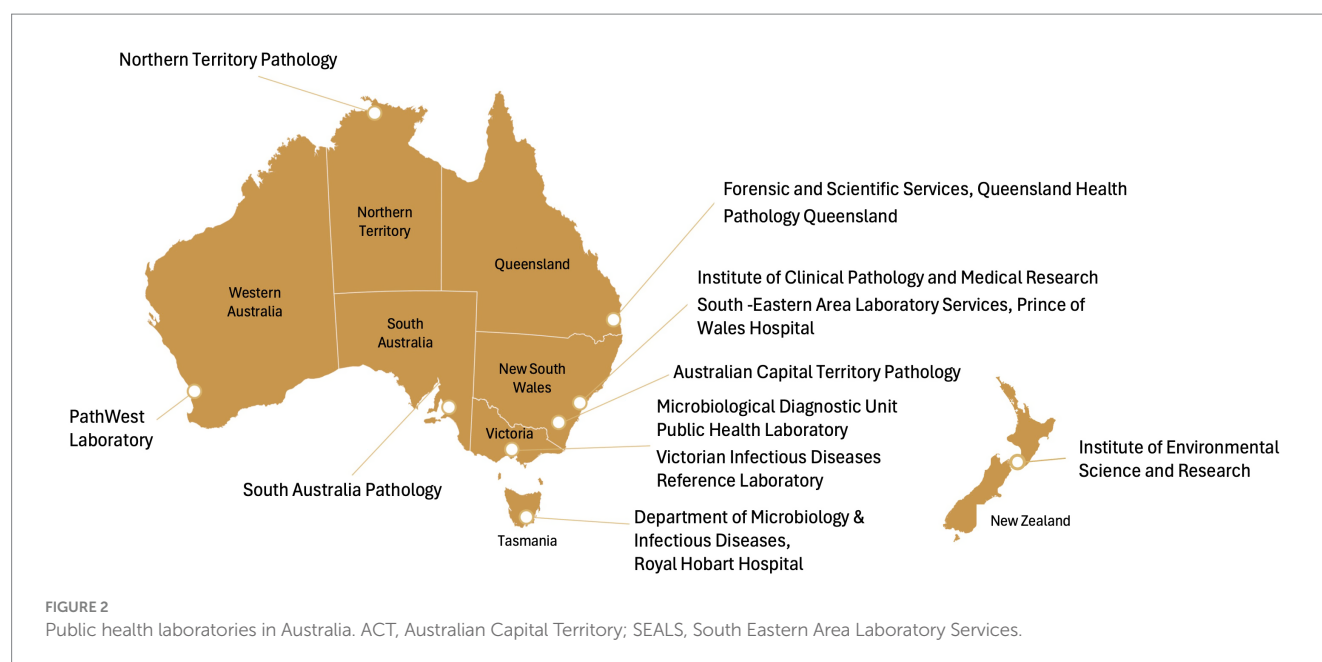 Northern Territory Pathology
Northern
Territory
Queensland
Western
Australia
South
Australia
New South
Wales
Victoria
Tasmania
Forensic and Scientific Services, Queensland Health
Pathology Queensland
Institute of Clinical Pathology and Medical Research
South -Eastern Area Laboratory Services, Prince of
Wales Hospital
Australian Capital Territory Pathology
Microbiological Diagnostic Unit
Public Health Laboratory
Victorian Infectious Diseases
Reference Laboratory
Department of Microbiology &
Infectious Diseases,
Royal Hobart Hospital
PathWest
Laboratory
South Australia Pathology
Institute of Environmental
Science and Research
New Zealand
FIGURE 2
Public health laboratories in Australia. ACT, Australian Capital Territory; SEALS, South Eastern Area Laboratory Services.